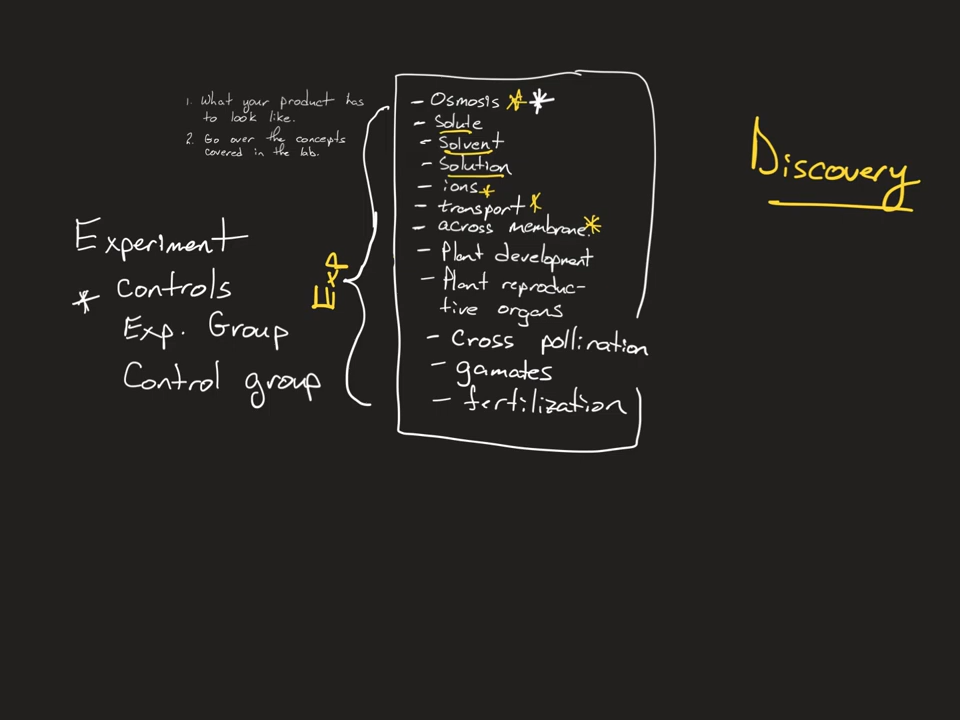 1. What your product has
to look like.
2. Go over the concepts
covered in the lab.
Experiment
* Controls
Exp. Group
Control group
- Osmosis * *
- Solute
- Solvent
- Solution
- ions *
- transport *
- across membrane. *
- Plant development
- Plant reproduc-
tive organs
- Cross pollination
- gamates
- fertilization
Discovery